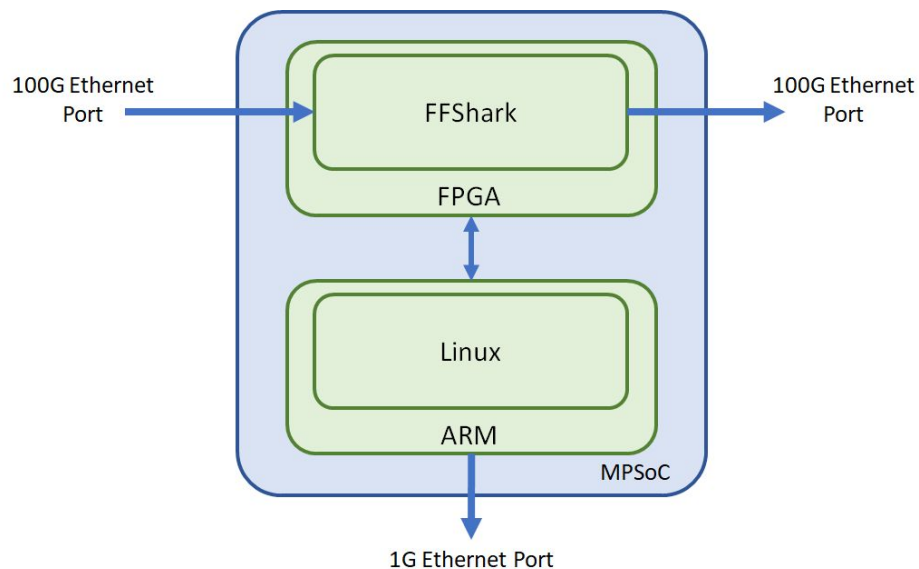 100G Ethernet
Port
FFShark
100G Ethernet
Port
FPGA
Linux
ARM
MPSoC
1G Ethernet Port